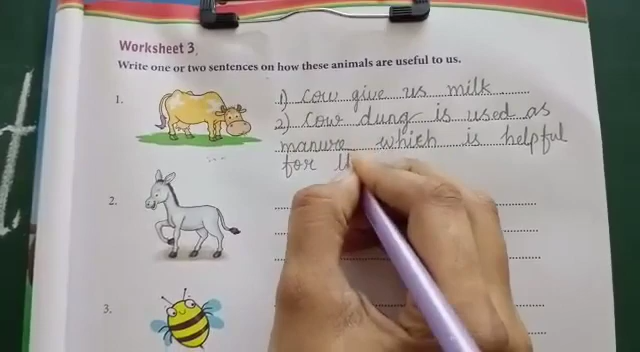 Worksheet 3.
Write one or two sentences on how these animals are useful to us.
1.
1) Cow give us milk
2) Cow dung is used as
manure which is helpful
for
2.
3.